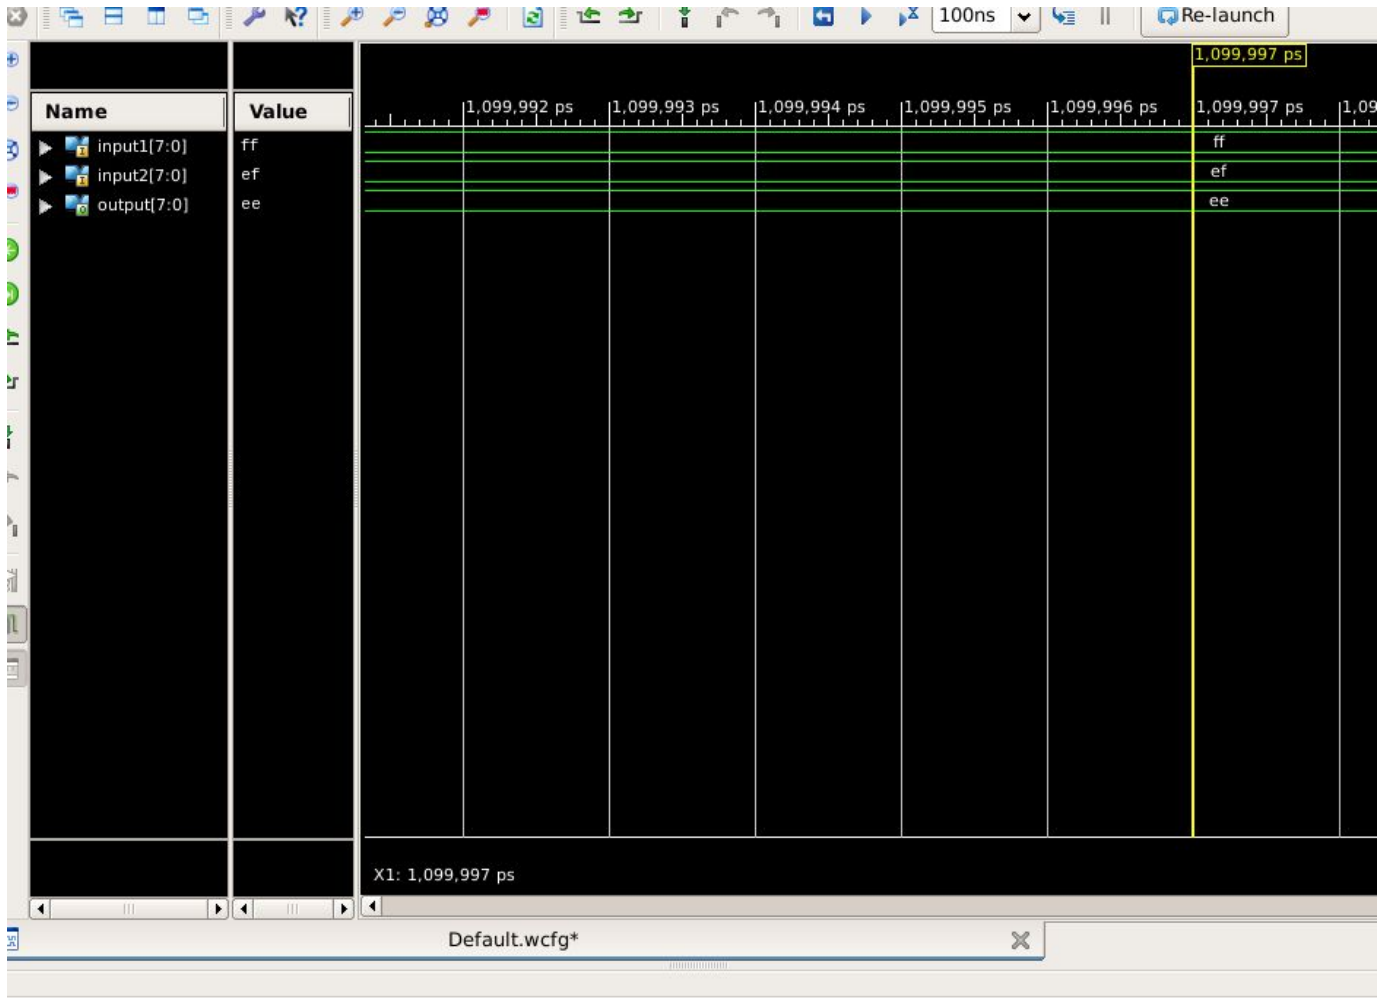 100ns
Re-launch
1,099,997 ps
Name Value
1,099,992 ps 1,099,993 ps 1,099,994 ps 1,099,995 ps 1,099,996 ps 1,099,997 ps 1,09
input1[7:0] ff ff
input2[7:0] ef ef
output[7:0] ee ee
X1: 1,099,997 ps
Default.wcfg*